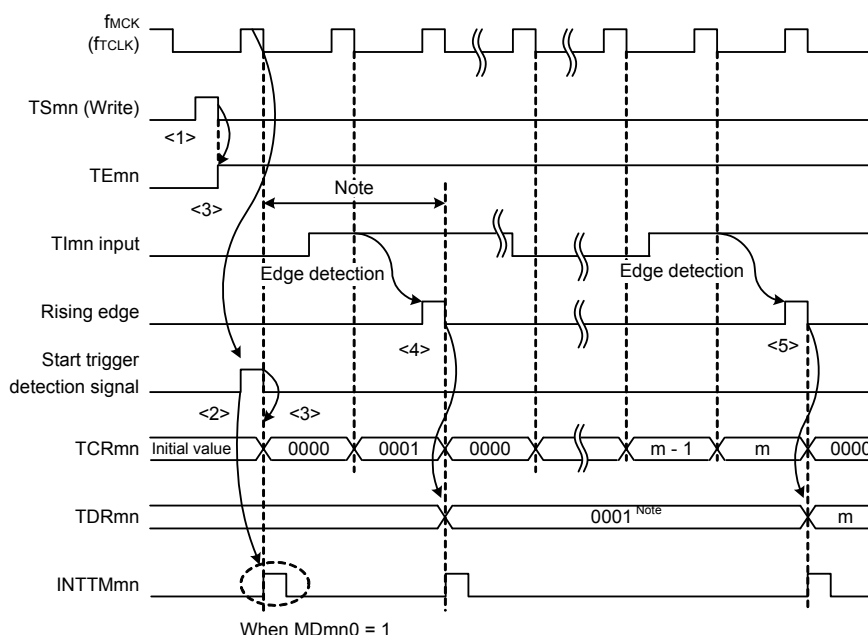 fMCK
(fTCLK)
TSmn (Write)
<1>
TEmn
<3>
Note
TImn input
Edge detection
Edge detection
Rising edge
<4>
<5>
Start trigger
detection signal
<2>
<3>
TCRmn
Initial value
0000
0001
0000
m - 1
m
0000
TDRmn
0001 Note
m
INTTMmn
When MDmn0 = 1